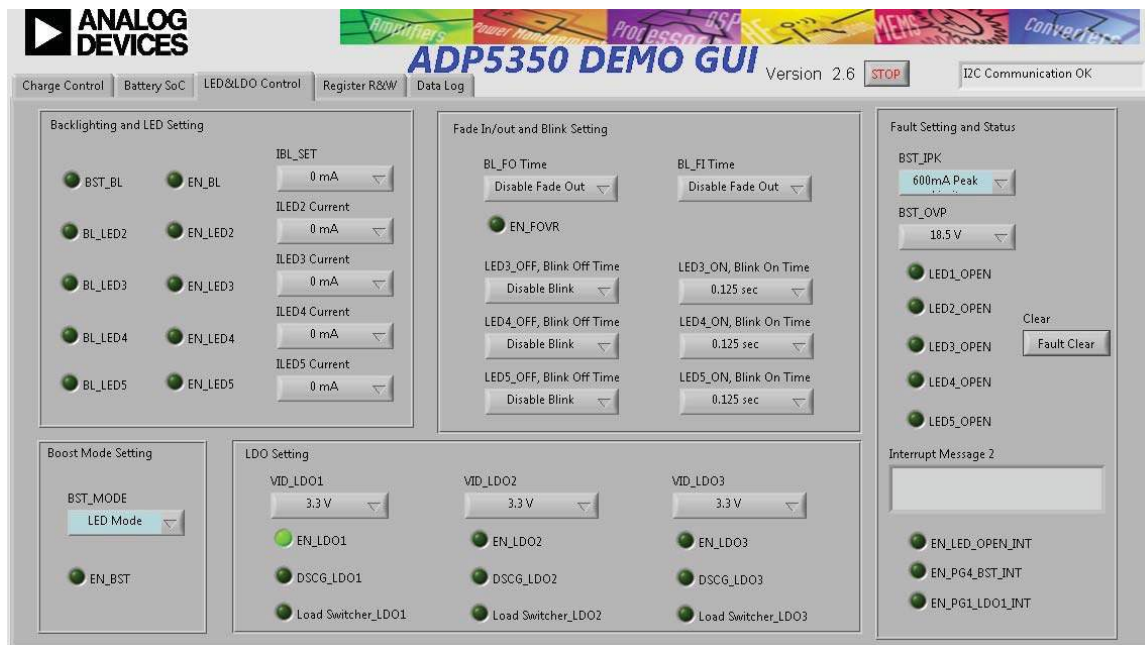 ANALOG
DEVICES
Amplifiers
Power Management
Processors
DSP
RF
MEMS
Converters
ADP5350 DEMO GUI
Version 2.6
STOP
I2C Communication OK
Charge Control
Battery SoC
LED&LDO Control
Register R&W
Data Log
Backlighting and LED Setting
BST_BL
EN_BL
IBL_SET
0 mA
BL_LED2
EN_LED2
ILED2 Current
0 mA
BL_LED3
EN_LED3
ILED3 Current
0 mA
BL_LED4
EN_LED4
ILED4 Current
0 mA
BL_LED5
EN_LED5
ILED5 Current
0 mA
Fade In/out and Blink Setting
BL_FO Time
BL_FI Time
Disable Fade Out
Disable Fade Out
EN_FOVR
LED3_OFF, Blink Off Time
LED3_ON, Blink On Time
Disable Blink
0.125 sec
LED4_OFF, Blink Off Time
LED4_ON, Blink On Time
Disable Blink
0.125 sec
LED5_OFF, Blink Off Time
LED5_ON, Blink On Time
Disable Blink
0.125 sec
Fault Setting and Status
BST_IPK
600mA Peak
BST_OVP
18.5 V
LED1_OPEN
LED2_OPEN
LED3_OPEN
LED4_OPEN
LED5_OPEN
Clear
Fault Clear
Interrupt Message 2
EN_LED_OPEN_INT
EN_PG4_BST_INT
EN_PG1_LDO1_INT
Boost Mode Setting
BST_MODE
LED Mode
EN_BST
LDO Setting
VID_LDO1
VID_LDO2
VID_LDO3
3.3 V
3.3 V
3.3 V
EN_LDO1
EN_LDO2
EN_LDO3
DSCG_LDO1
DSCG_LDO2
DSCG_LDO3
Load Switcher_LDO1
Load Switcher_LDO2
Load Switcher_LDO3